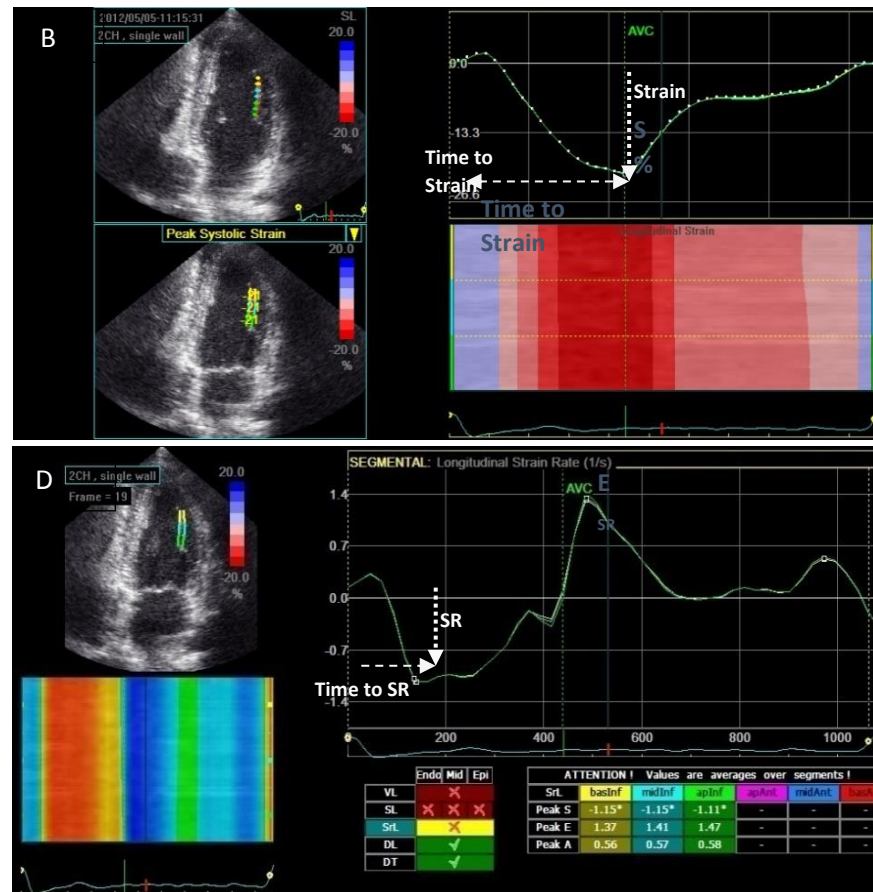 B
2012/05/05-11:15:31
2CH , single wall
SL
20.0
-20.0
%
Peak Systolic Strain
-21
-21
20.0
-20.0
%
AVC
0.0
-13.3
-26.6
Strain
S
%
Time to
Strain
Time to
Strain
Longitudinal Strain
D
2CH , single wall
Frame = 19
20.0
-20.0
%
SEGMENTAL: Longitudinal Strain Rate (1/s)
AVC E
SR
1.4
0.7
0.0
-0.7
-1.4
SR
Time to SR
200 400 600 800 1000
Endo Mid Epi
VL
SL
SrL
DL
DT
ATTENTION ! Values are averages over segments !
SrL basInf midInf apInf apAnt midAnt basA
Peak S -1.15* -1.15* -1.11* - - -
Peak E 1.37 1.41 1.47 - - -
Peak A 0.56 0.57 0.58 - - -